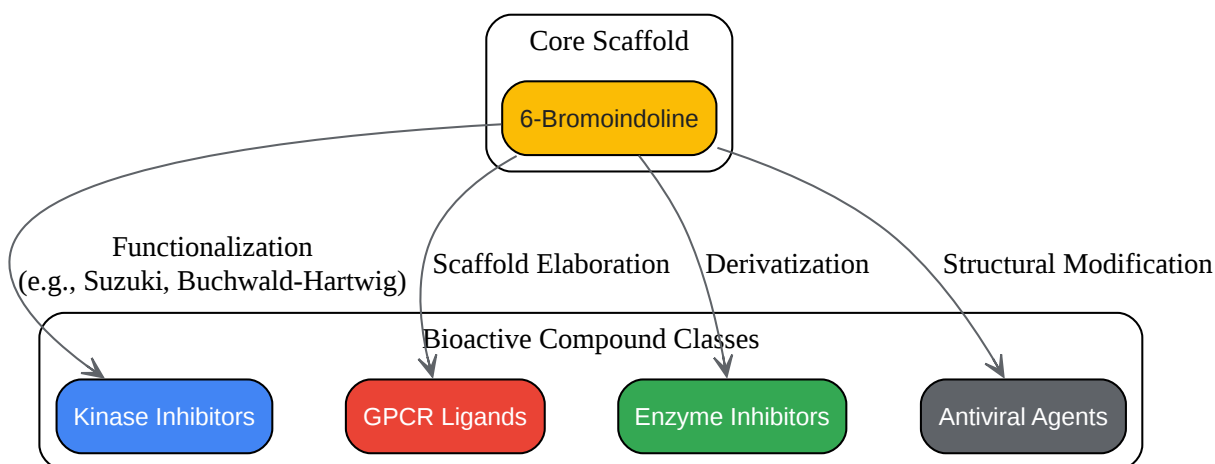 Core Scaffold
6-Bromoindoline
Functionalization
(e.g., Suzuki, Buchwald-Hartwig)
Scaffold Elaboration
Derivatization
Structural Modification
Bioactive Compound Classes
Kinase Inhibitors
GPCR Ligands
Enzyme Inhibitors
Antiviral Agents